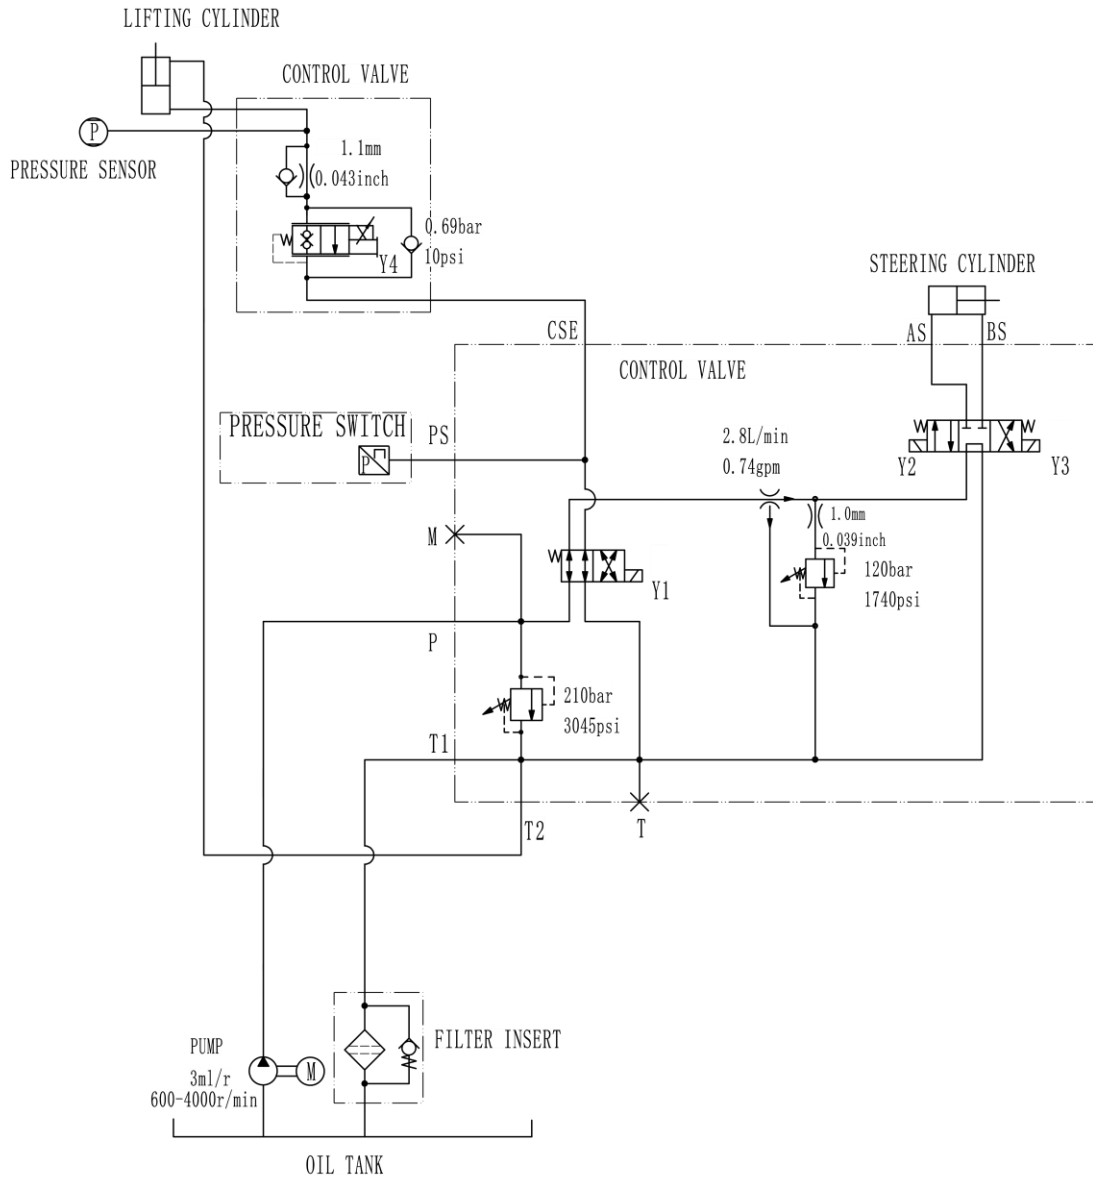 LIFTING CYLINDER
CONTROL VALVE
P
PRESSURE SENSOR
1.1mm
0.043inch
0.69bar
10psi
Y4
STEERING CYLINDER
CSE
AS
BS
CONTROL VALVE
PRESSURE SWITCH
P
PS
2.8L/min
0.74gpm
Y2
Y3
M
1.0mm
0.039inch
120bar
1740psi
Y1
P
210bar
3045psi
T1
T2
T
PUMP
3ml/r
600-4000r/min
M
FILTER INSERT
OIL TANK